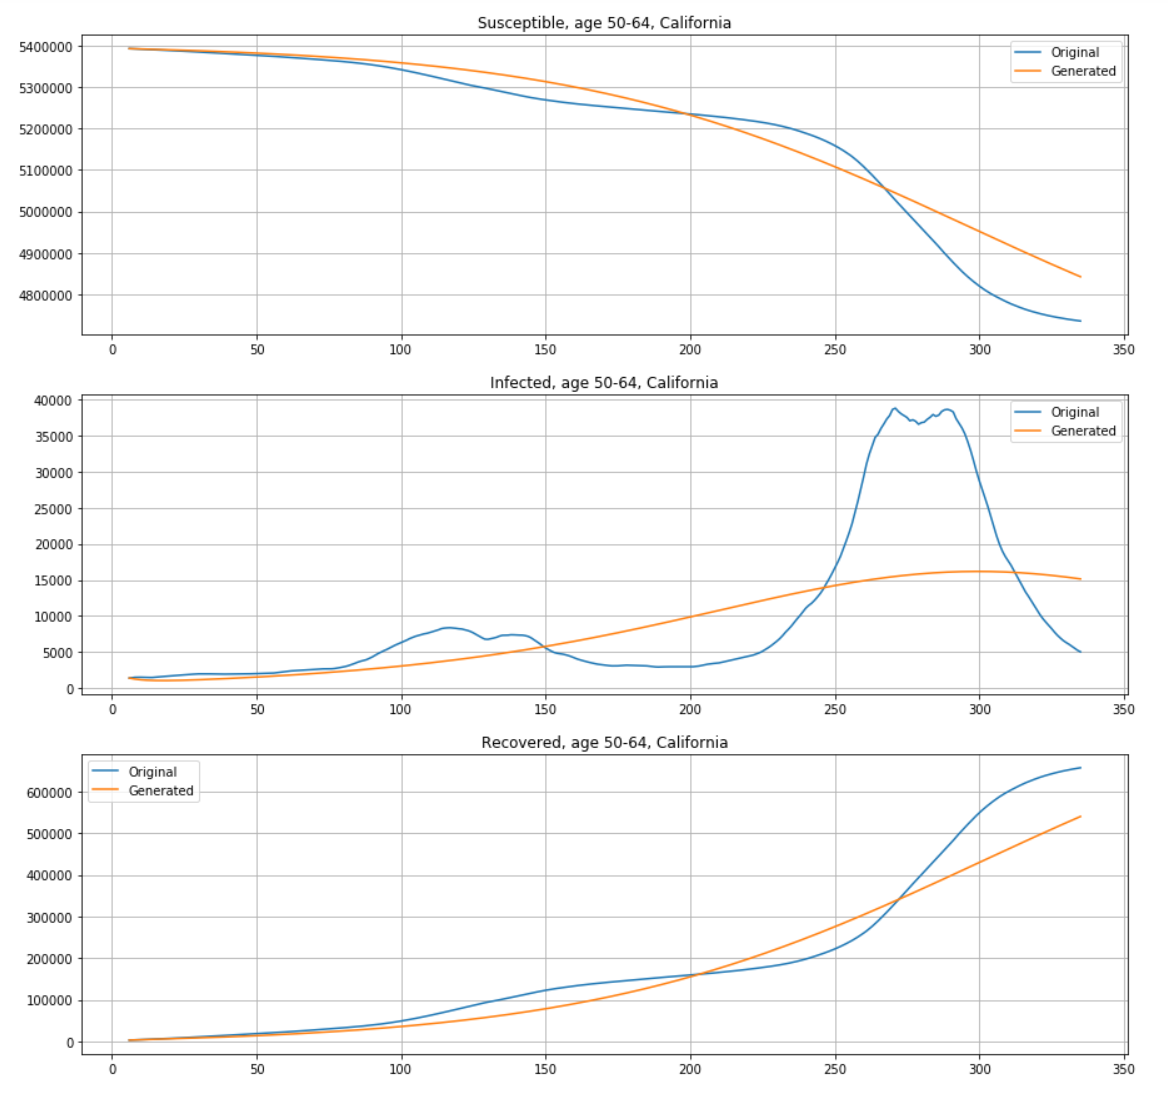 Susceptible, age 50-64, California
5400000
5300000
5200000
5100000
5000000
4900000
4800000
Original
Generated
0 50 100 150 200 250 300 350
Infected, age 50-64, California
40000
35000
30000
25000
20000
15000
10000
5000
0
Original
Generated
0 50 100 150 200 250 300 350
Recovered, age 50-64, California
Original
Generated
600000
500000
400000
300000
200000
100000
0
0 50 100 150 200 250 300 350